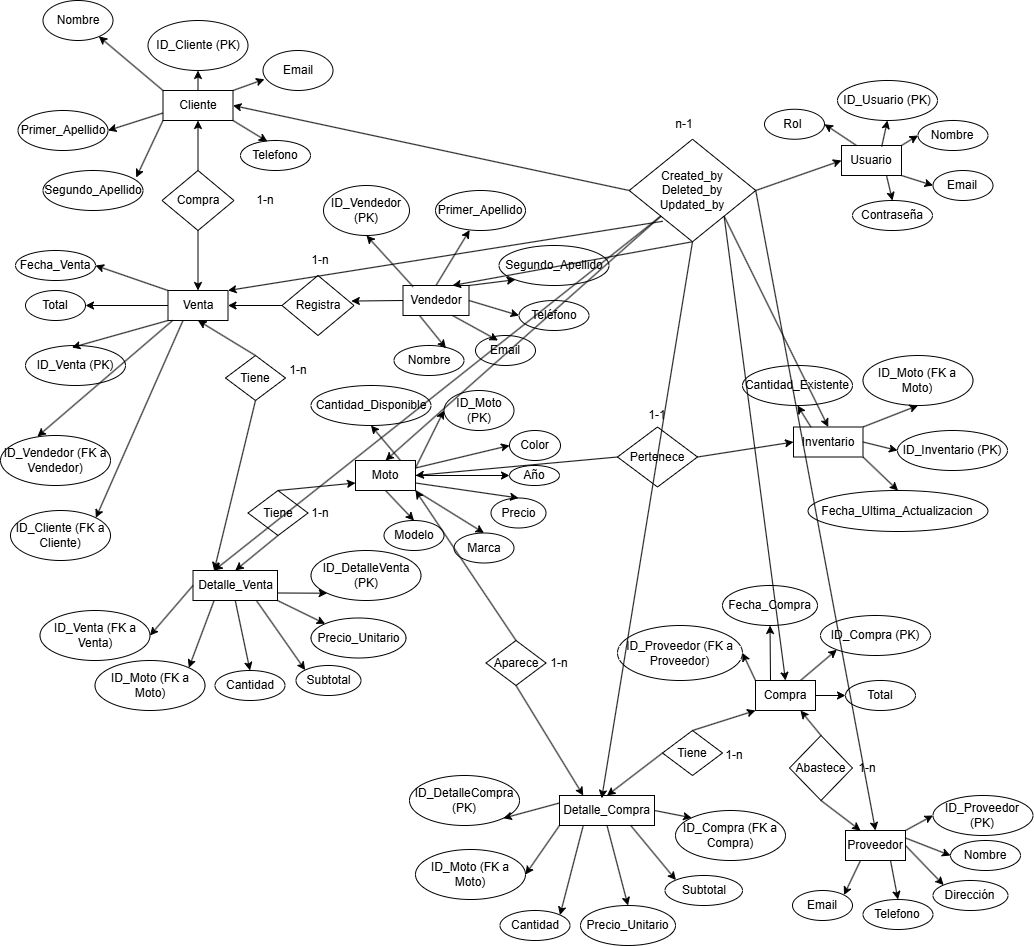 Nombre
ID_Cliente (PK)
Email
Cliente
Primer_Apellido
Telefono
Segundo_Apellido
Compra
1-n
n-1
Created_by
Deleted_by
Updated_by
ID_Usuario (PK)
Rol
Nombre
Usuario
Email
Contraseña
ID_Vendedor
(PK)
Primer_Apellido
Segundo_Apellido
Vendedor
Teléfono
Nombre
Email
1-n
Registra
Fecha_Venta
Total
Venta
ID_Venta (PK)
ID_Vendedor (FK a
Vendedor)
ID_Cliente (FK a
Cliente)
Tiene
1-n
Cantidad_Disponible
ID_Moto
(PK)
Color
Moto
Año
Precio
Modelo
Marca
1-1
Pertenece
Cantidad_Existente
ID_Moto (FK a
Moto)
Inventario
ID_Inventario (PK)
Fecha_Ultima_Actualizacion
Tiene
1-n
Detalle_Venta
ID_DetalleVenta
(PK)
ID_Venta (FK a
Venta)
Precio_Unitario
ID_Moto (FK a
Moto)
Cantidad
Subtotal
Aparece
1-n
Fecha_Compra
ID_Proveedor (FK a
Proveedor)
ID_Compra (PK)
Compra
Total
Tiene
1-n
Abastece
1-n
ID_DetalleCompra
(PK)
Detalle_Compra
ID_Compra (FK a
Compra)
ID_Moto (FK a
Moto)
Subtotal
Cantidad
Precio_Unitario
ID_Proveedor
(PK)
Proveedor
Nombre
Dirección
Email
Telefono